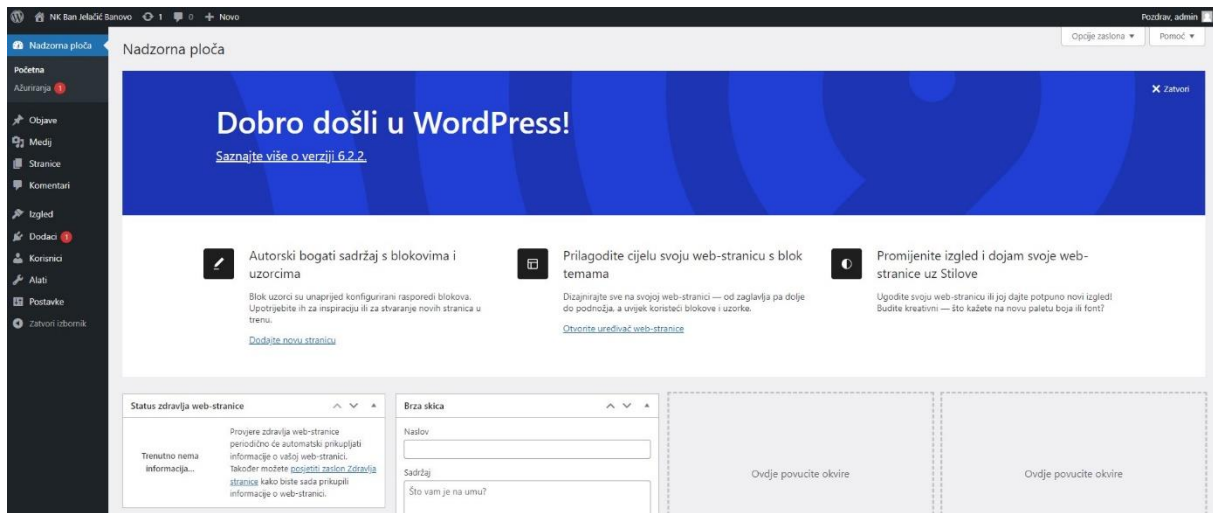 NK Ban Jelačić Banovo 1 0 + Novo
Pozdrav, admin
Nadzorna ploča
Početna
Ažuriranja 1
Objave
Medij
Stranice
Komentari
Izgled
Dodaci 1
Korisnici
Alati
Postavke
Zatvori izbornik
Nadzorna ploča
Opcije zaslona
Pomoć
Zatvori
Dobro došli u WordPress!
Saznajte više o verziji 6.2.2.
Autorski bogati sadržaj s blokovima i
uzorcima
Blok uzorci su unaprijed konfigurirani rasporedi blokova.
Upotrijebite ih za inspiraciju ili za stvaranje novih stranica u
trenu.
Dodajte novu stranicu
Prilagodite cijelu svoju web-stranicu s blok
temama
Dizajnirajte sve na svojoj web-stranici — od zaglavlja pa dolje
do podnožja, a uvijek koristeći blokove i uzorke.
Otvorite uređivač web-stranice
Promijenite izgled i dojam svoje web-
stranice uz Stilove
Ugodite svoju web-stranicu ili joj dajte potpuno novi izgled!
Budite kreativni — što kažete na novu paletu boja ili font?
Status zdravlja web-stranice
Trenutno nema
informacija...
Provjere zdravlja web-stranice
periodično će automatski prikupljati
informacije o vašoj web-stranici.
Također možete posjetiti zaslon Zdravlja
stranice kako biste sada prikupili
informacije o web-stranici.
Brza skica
Naslov
Sadržaj
Što vam je na umu?
Ovdje povucite okvire
Ovdje povucite okvire